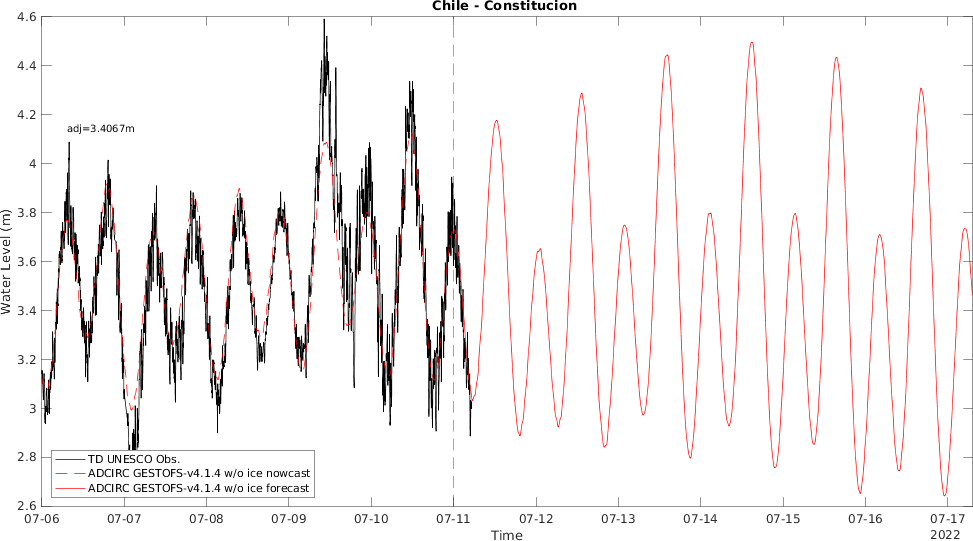 Chile - Constitucion
4.6
4.4
4.2
4
3.8
3.6
3.4
3.2
3
2.8
2.6
Water Level (m)
adj=3.4067m
TD UNESCO Obs.
ADCIRC GESTOFS-v4.1.4 w/o ice nowcast
ADCIRC GESTOFS-v4.1.4 w/o ice forecast
07-06 07-07 07-08 07-09 07-10 07-11 07-12 07-13 07-14 07-15 07-16 07-17
Time
2022